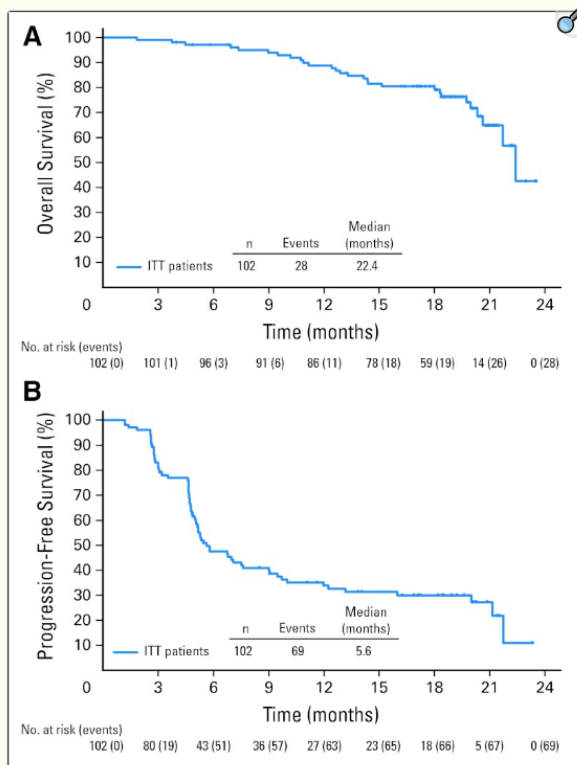 A
Overall Survival (%)
100
90
80
70
60
50
40
30
20
10
Median
n Events (months)
ITT patients 102 28 22.4
0 3 6 9 12 15 18 21 24
Time (months)
No. at risk (events)
102 (0) 101 (1) 96 (3) 91 (6) 86 (11) 78 (18) 59 (19) 14 (26) 0 (28)
B
Progression-Free Survival (%)
100
90
80
70
60
50
40
30
20
10
Median
n Events (months)
ITT patients 102 69 5.6
0 3 6 9 12 15 18 21 24
Time (months)
No. at risk (events)
102 (0) 80 (19) 43 (51) 36 (57) 27 (63) 23 (65) 18 (66) 5 (67) 0 (69)